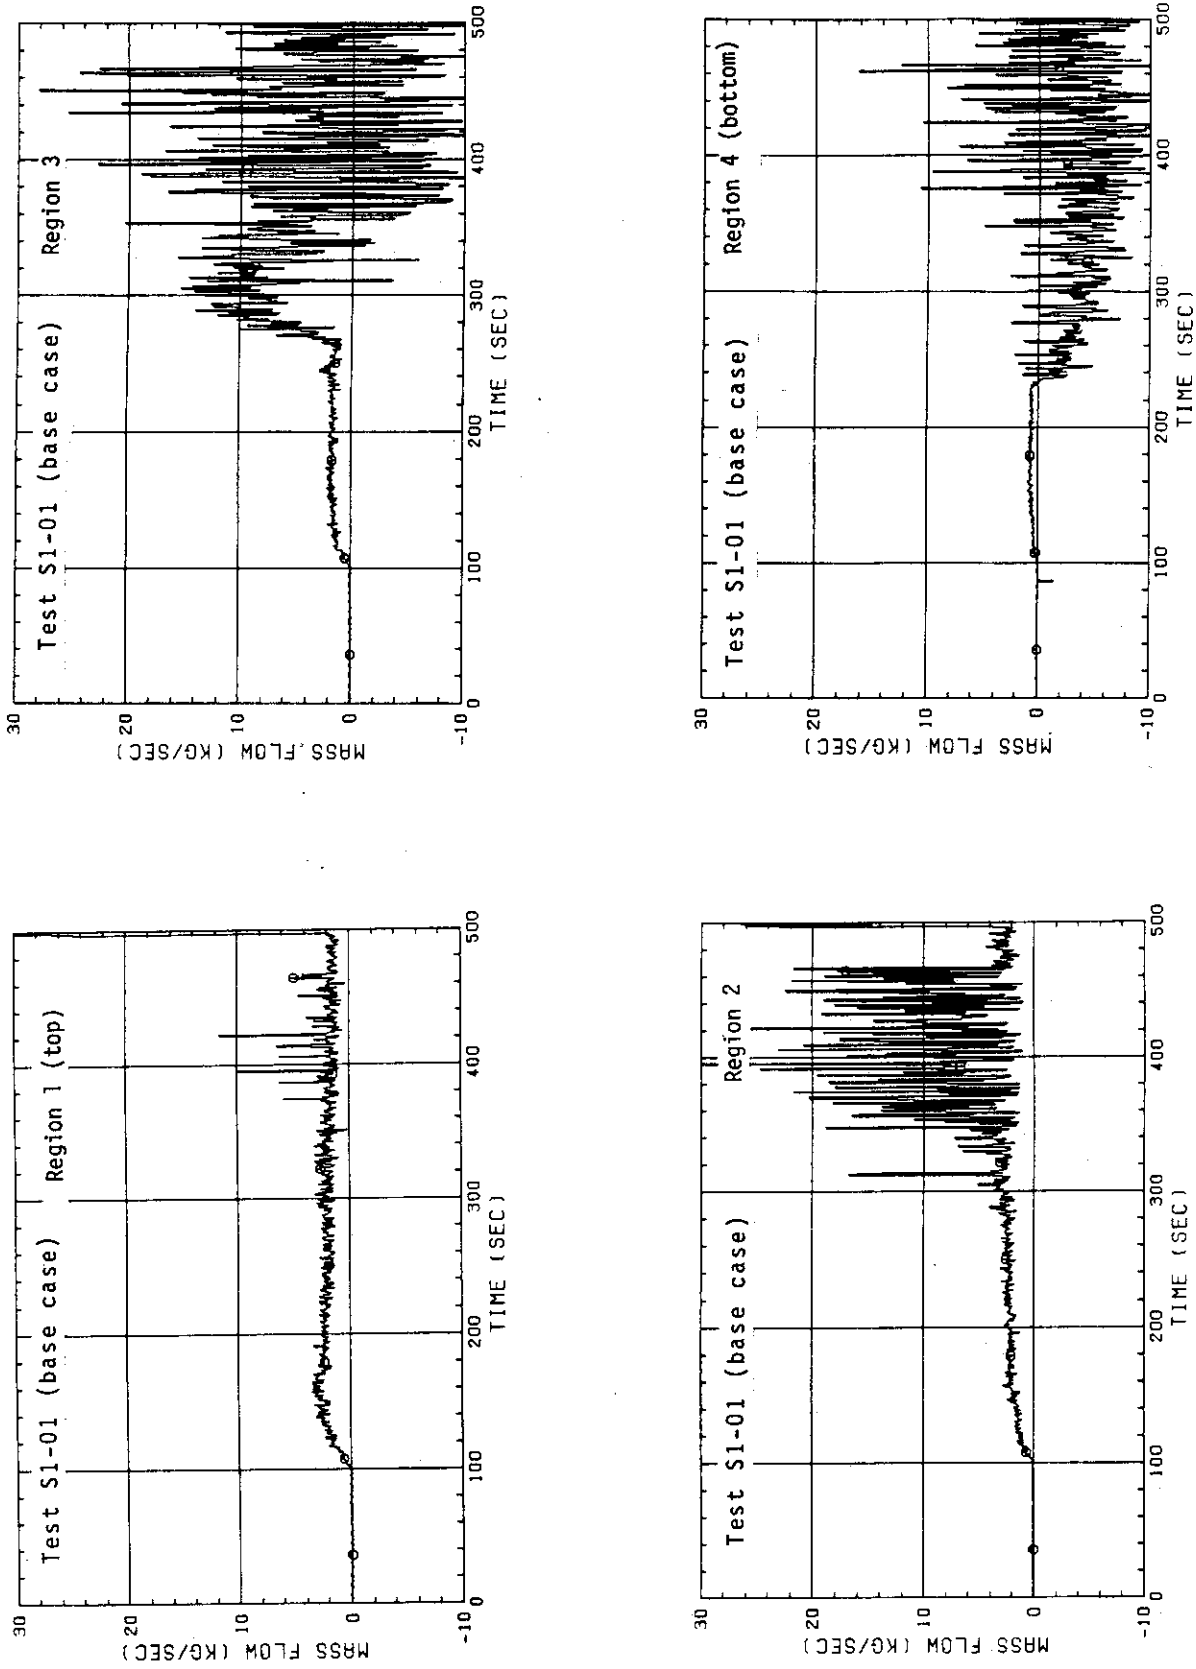 Test S1-01 (base case) Region 1 (top)
MASS FLOW (KG/SEC)
30
20
10
0
-10
0 100 200 300 400 500
TIME (SEC)
Test S1-01 (base case) Region 3
MASS FLOW (KG/SEC)
30
20
10
0
-10
0 100 200 300 400 500
TIME (SEC)
Test S1-01 (base case) Region 2
MASS FLOW (KG/SEC)
30
20
10
0
-10
0 100 200 300 400 500
TIME (SEC)
Test S1-01 (base case) Region 4 (bottom)
MASS FLOW (KG/SEC)
30
20
10
0
-10
0 100 200 300 400 500
TIME (SEC)